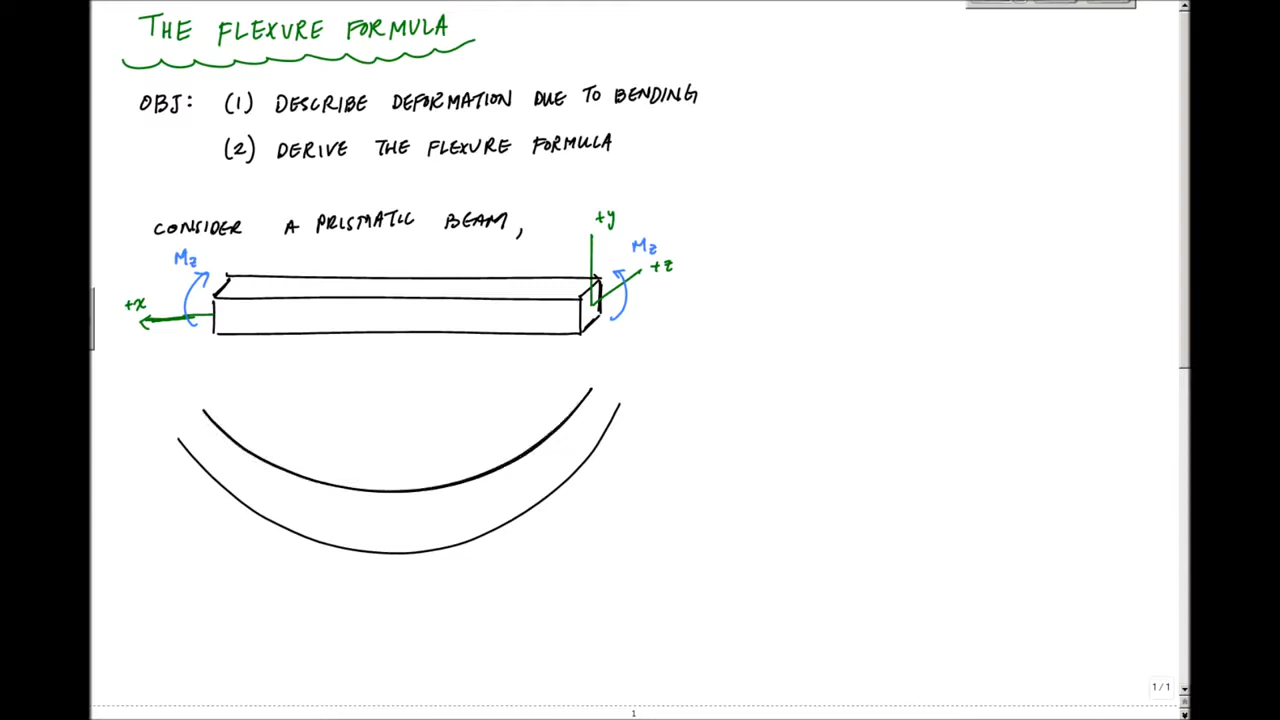 THE FLEXURE FORMULA
OBJ: (1) DESCRIBE DEFORMATION DUE TO BENDING
(2) DERIVE THE FLEXURE FORMULA
CONSIDER A PRISMATIC BEAM,
+y
Mz
Mz
+z
+x
1/1
1